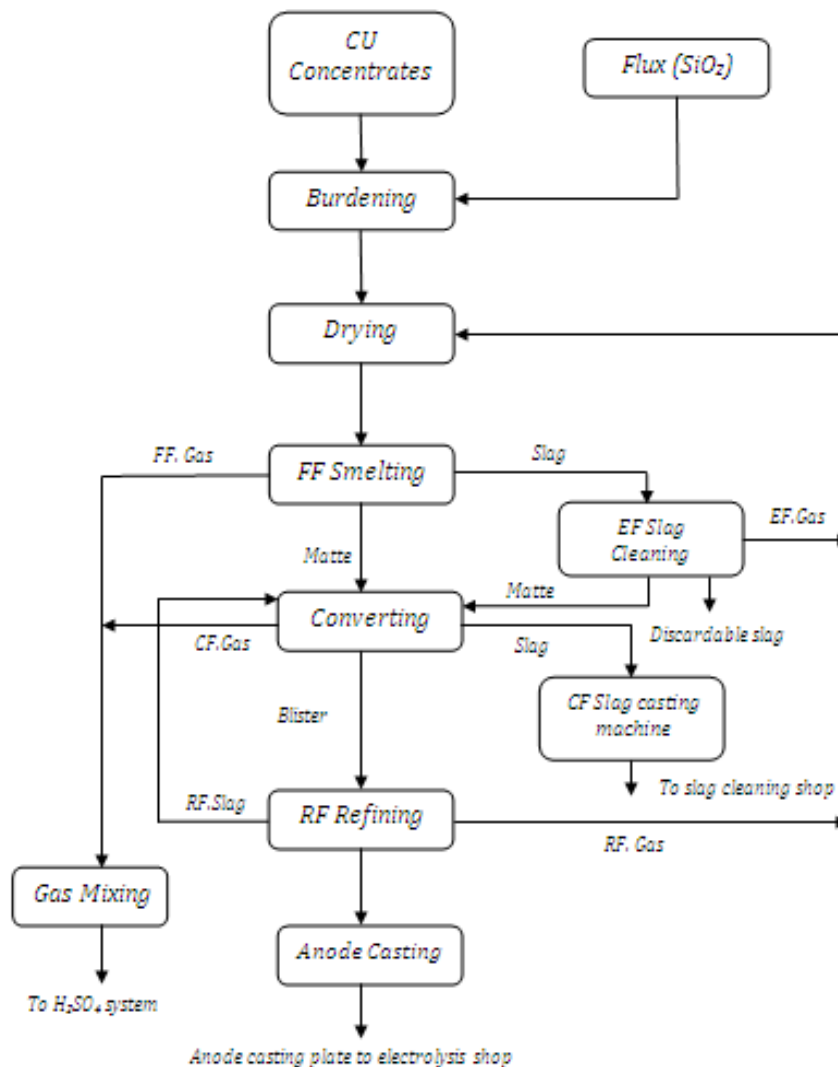 CU
Concentrates
Flux (SiO₂)
Burdening
Drying
FF. Gas
FF Smelting
Slag
EF Slag
Cleaning
EF.Gas
Matte
Matte
Discardable slag
Converting
CF.Gas
Slag
CF Slag casting
machine
Blister
To slag cleaning shop
RF.Slag
RF Refining
RF. Gas
Gas Mixing
Anode Casting
To H₂SO₄ system
Anode casting plate to electrolysis shop